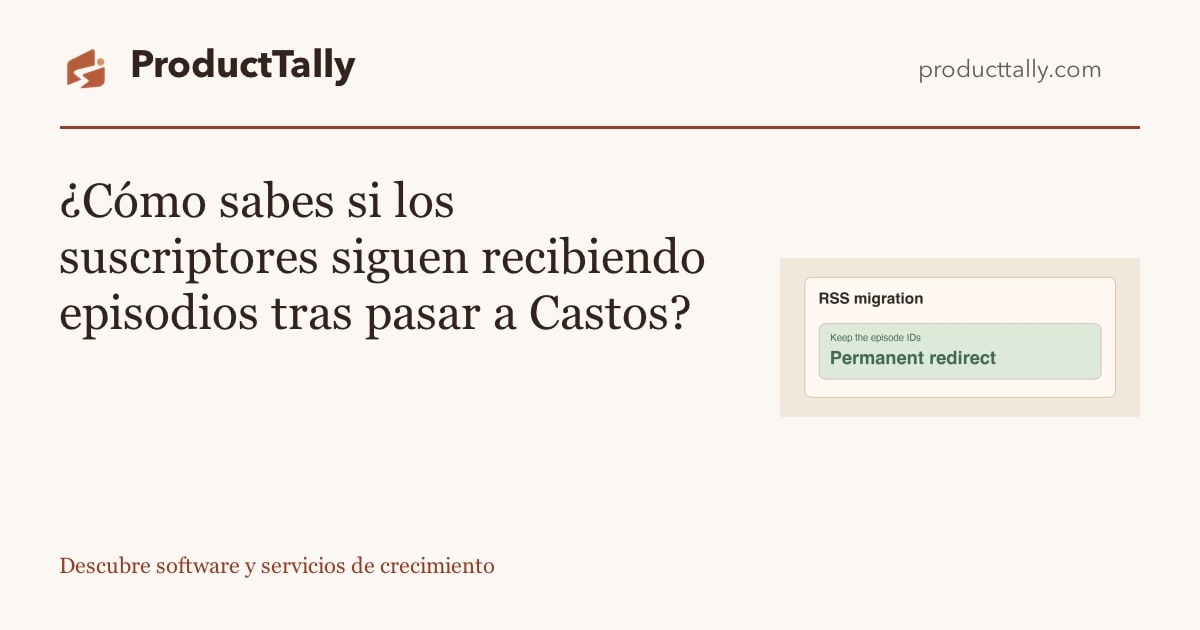 ProductTally
producttally.com
¿Cómo sabes si los
suscriptores siguen recibiendo
episodios tras pasar a Castos?
RSS migration
Keep the episode IDs
Permanent redirect
Descubre software y servicios de crecimiento